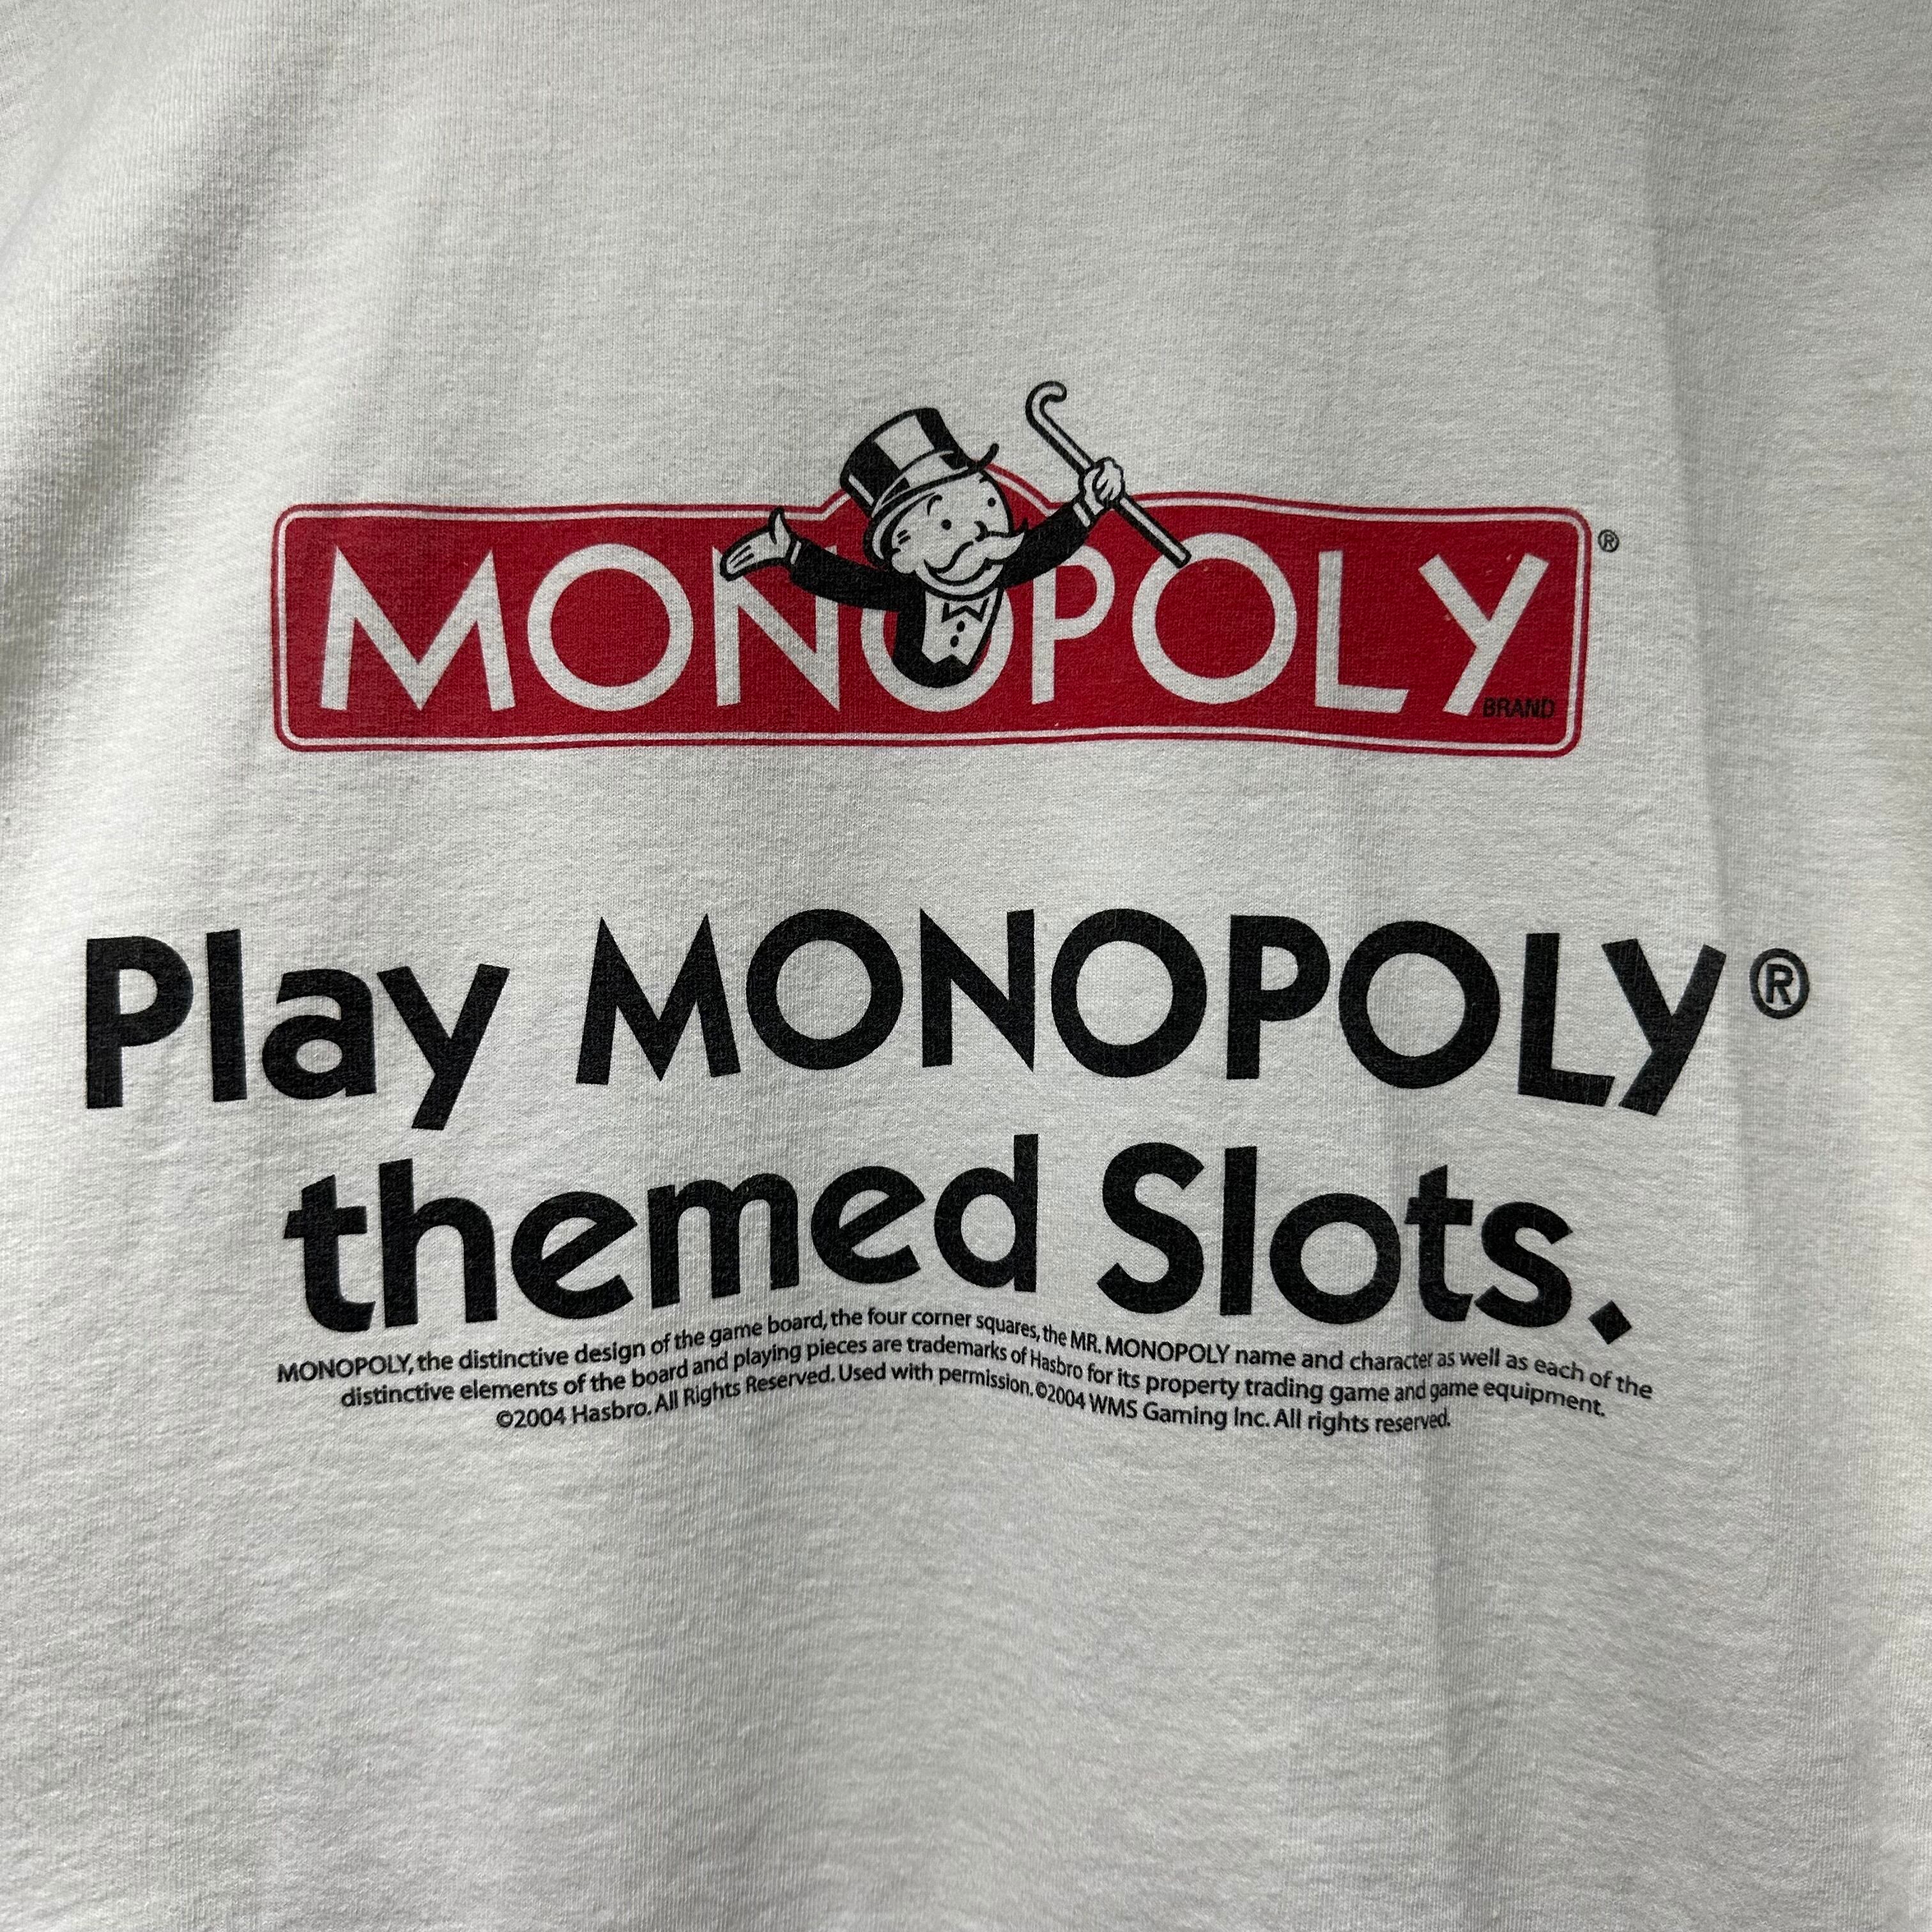 MONOPOLY ®
BRAND
Play MONOPOLY®
themed Slots.
MONOPOLY, the distinctive design of the game board, the four corner squares, the MR. MONOPOLY name and character as well as each of the
distinctive elements of the board and playing pieces are trademarks of Hasbro for its property trading game and game equipment.
©2004 Hasbro. All Rights Reserved. Used with permission. ©2004 WMS Gaming Inc. All rights reserved.